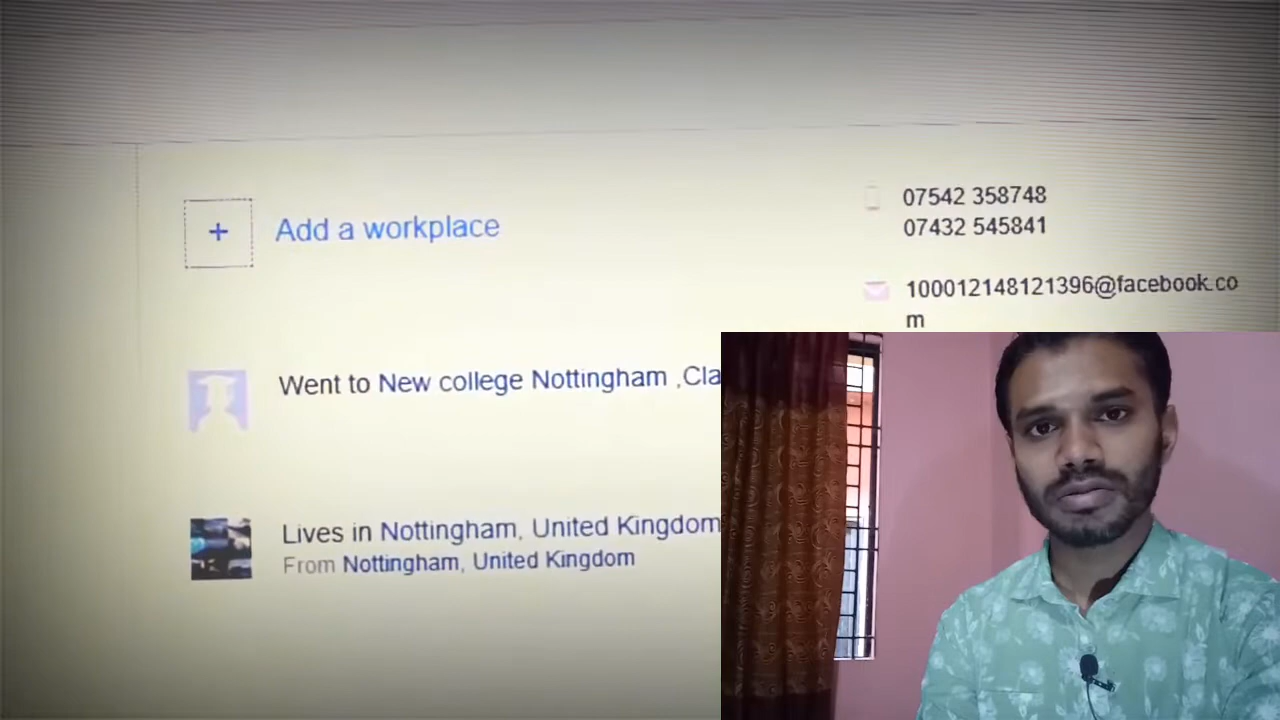 + Add a workplace
07542 358748
07432 545841
100012148121396@facebook.co
m
Went to New college Nottingham ,Cla
Lives in Nottingham, United Kingdom
From Nottingham, United Kingdom